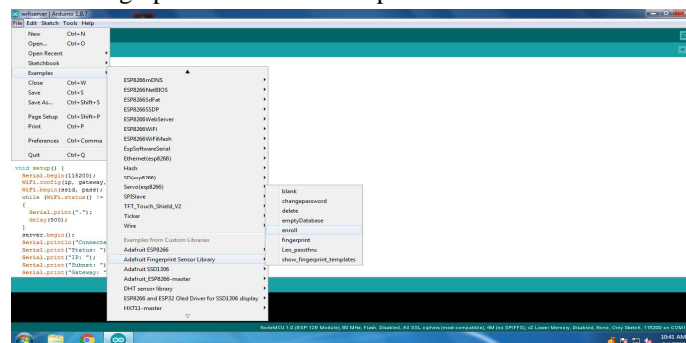 wifiserver | Arduino 1.8.7
File Edit Sketch Tools Help
New Ctrl+N
Open... Ctrl+O
Open Recent
Sketchbook
Examples
Close Ctrl+W
Save Ctrl+S
Save As... Ctrl+Shift+S
Page Setup Ctrl+Shift+P
Print Ctrl+P
Preferences Ctrl+Comma
Quit Ctrl+Q
ESP8266mDNS
ESP8266NetBIOS
ESP8266SdFat
ESP8266SSDP
ESP8266WebServer
ESP8266WiFi
ESP8266WiFiMesh
EspSoftwareSerial
Ethernet(esp8266)
Hash
SD(esp8266)
Servo(esp8266)
SPISlave
TFT_Touch_Shield_V2
Ticker
Wire
Examples from Custom Libraries
Adafruit ESP8266
Adafruit Fingerprint Sensor Library
Adafruit SSD1306
Adafruit_ESP8266-master
DHT sensor library
ESP8266 and ESP32 Oled Driver for SSD1306 display
HX711-master
blank
changepassword
delete
emptyDatabase
enroll
fingerprint
Leo_passthru
show_fingerprint_templates
void setup() {
Serial.begin(115200);
WiFi.config(ip, gateway,
WiFi.begin(ssid, pass);
while (WiFi.status() !=
{
Serial.print(".");
delay(500);
}
server.begin();
Serial.println("Connecte
Serial.print("Status: ")
Serial.print("IP: ");
Serial.print("Subnet: ")
Serial.print("Gateway: "
NodeMCU 1.0 (ESP-12E Module), 80 MHz, Flash, Disabled, All SSL ciphers (most compatible), 4M (no SPIFFS), v2 Lower Memory, Disabled, None, Only Sketch, 115200 on COM
10:41 AM